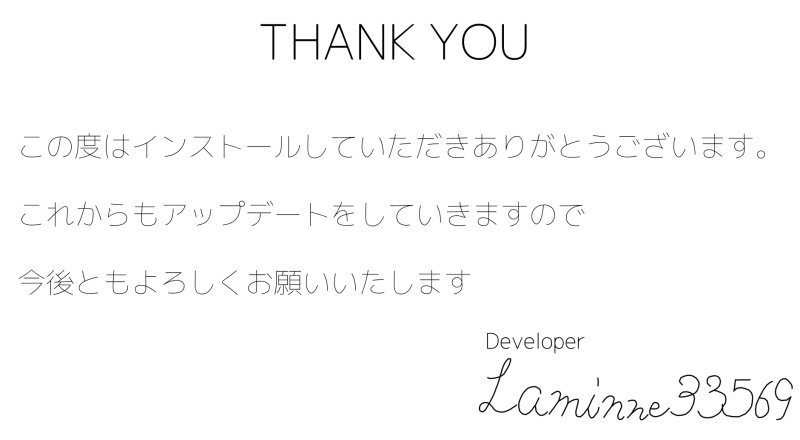 THANK YOU
この度はインストールしていただきありがとうございます。
これからもアップデートをしていきますので
今後ともよろしくお願いいたします
Developer
Laminne33569